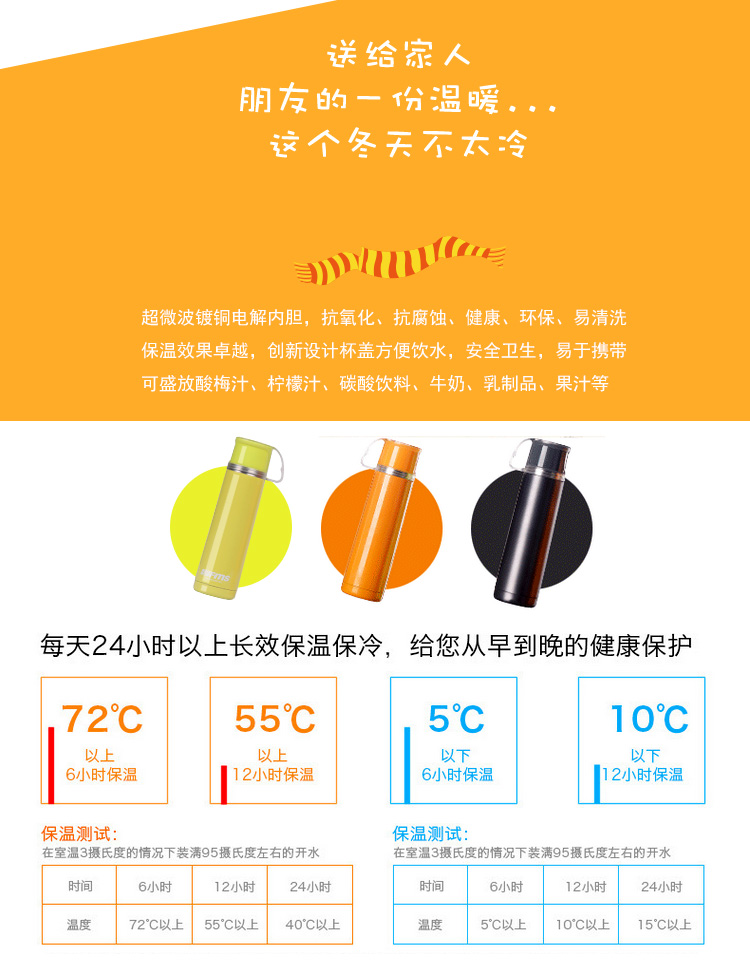 送给家人
朋友的一份温暖...
这个冬天不太冷
超微波镀铜电解内胆，抗氧化、抗腐蚀、健康、环保、易清洗
保温效果卓越，创新设计杯盖方便饮水，安全卫生，易于携带
可盛放酸梅汁、柠檬汁、碳酸饮料、牛奶、乳制品、果汁等
每天24小时以上长效保温保冷，给您从早到晚的健康保护
72℃
以上
6小时保温
55℃
以上
12小时保温
5℃
以下
6小时保温
10℃
以下
12小时保温
保温测试：
在室温3摄氏度的情况下装满95摄氏度左右的开水
时间 6小时 12小时 24小时
温度 72℃以上 55℃以上 40℃以上
保温测试：
在室温3摄氏度的情况下装满95摄氏度左右的开水
时间 6小时 12小时 24小时
温度 5℃以上 10℃以上 15℃以上